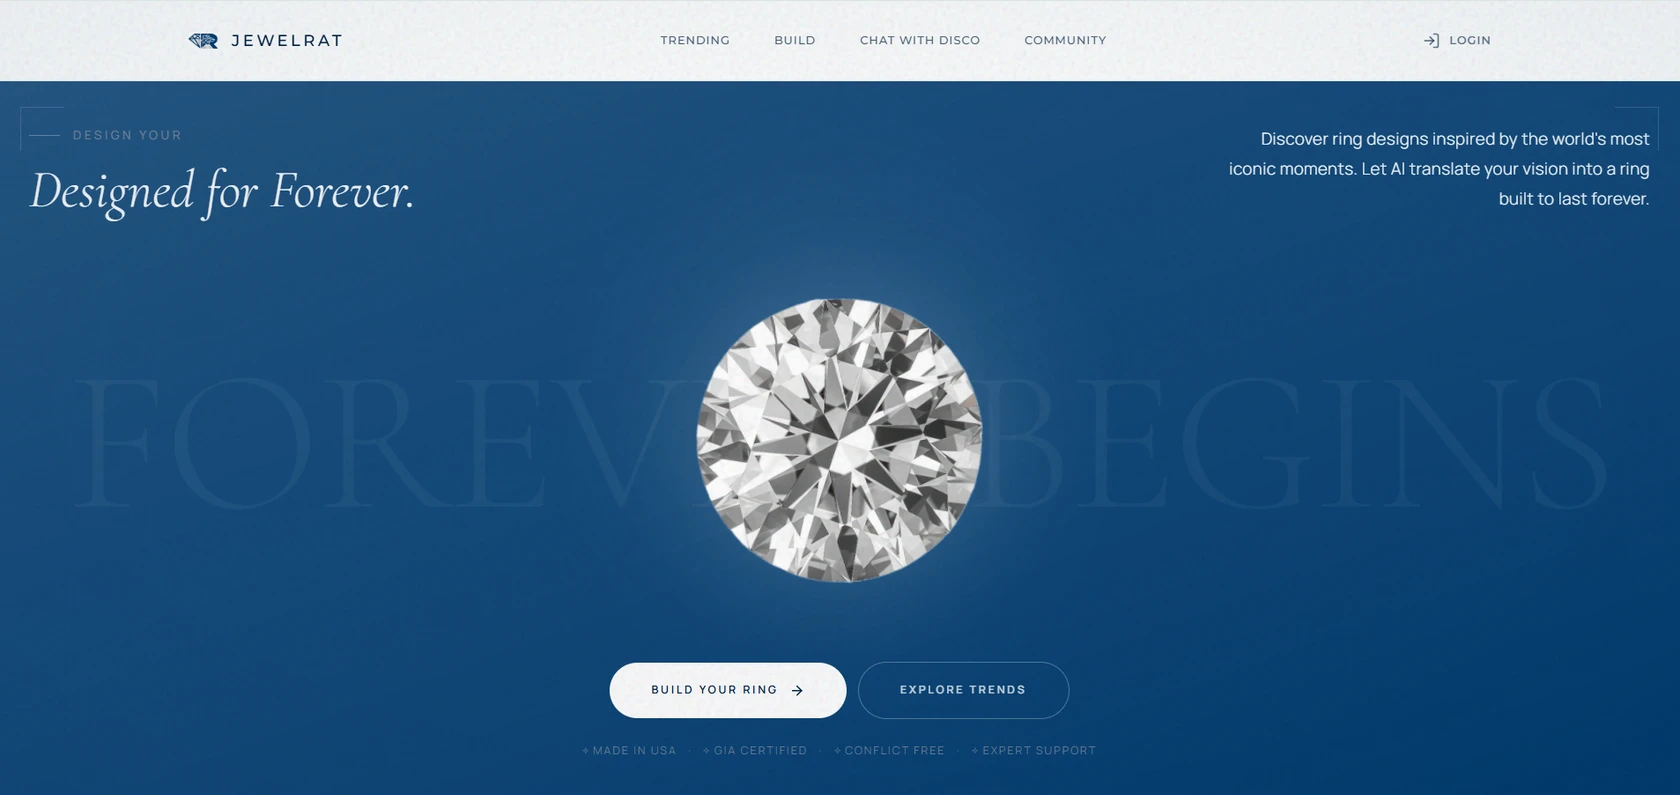 JEWELRAT
TRENDING
BUILD
CHAT WITH DISCO
COMMUNITY
LOGIN
DESIGN YOUR
Designed for Forever.
Discover ring designs inspired by the world's most
iconic moments. Let AI translate your vision into a ring
built to last forever.
FOREV BEGINS
BUILD YOUR RING →
EXPLORE TRENDS
✧ MADE IN USA · ✧ GIA CERTIFIED · ✧ CONFLICT FREE · ✧ EXPERT SUPPORT